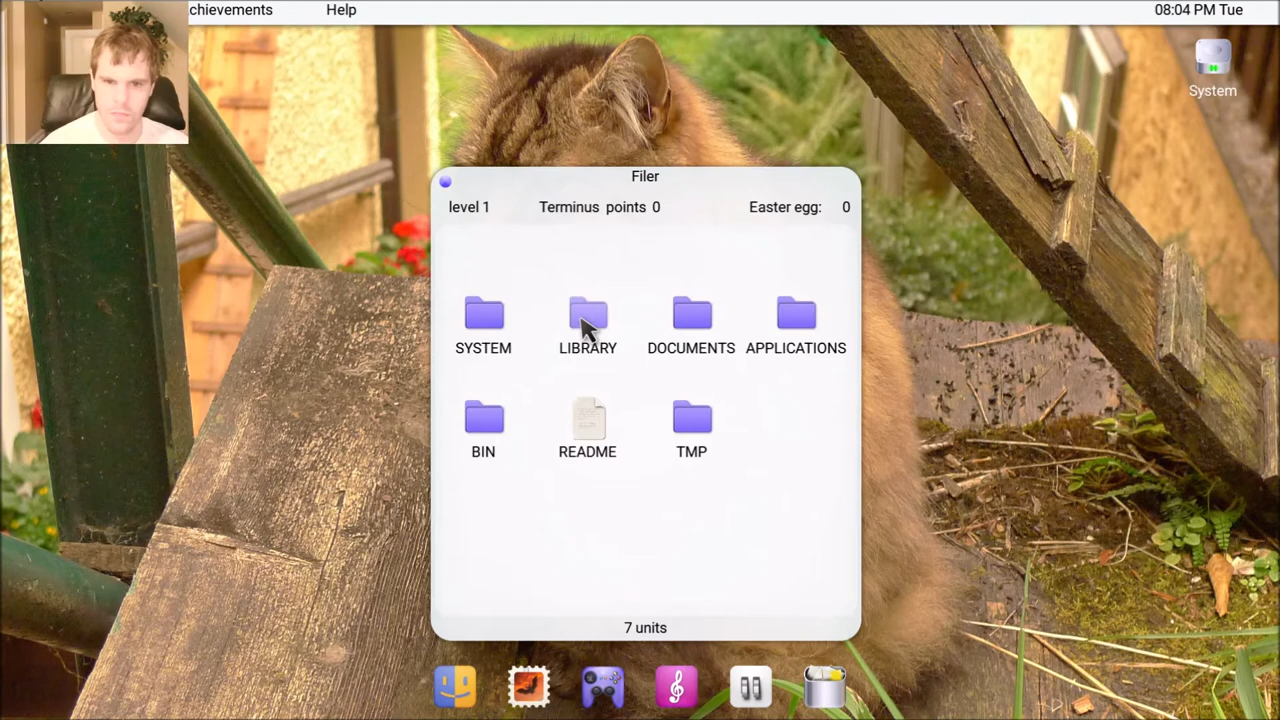 chievements Help 08:04 PM Tue
System
Filer
level 1 Terminus points 0 Easter egg: 0
SYSTEM LIBRARY DOCUMENTS APPLICATIONS
BIN README TMP
7 units